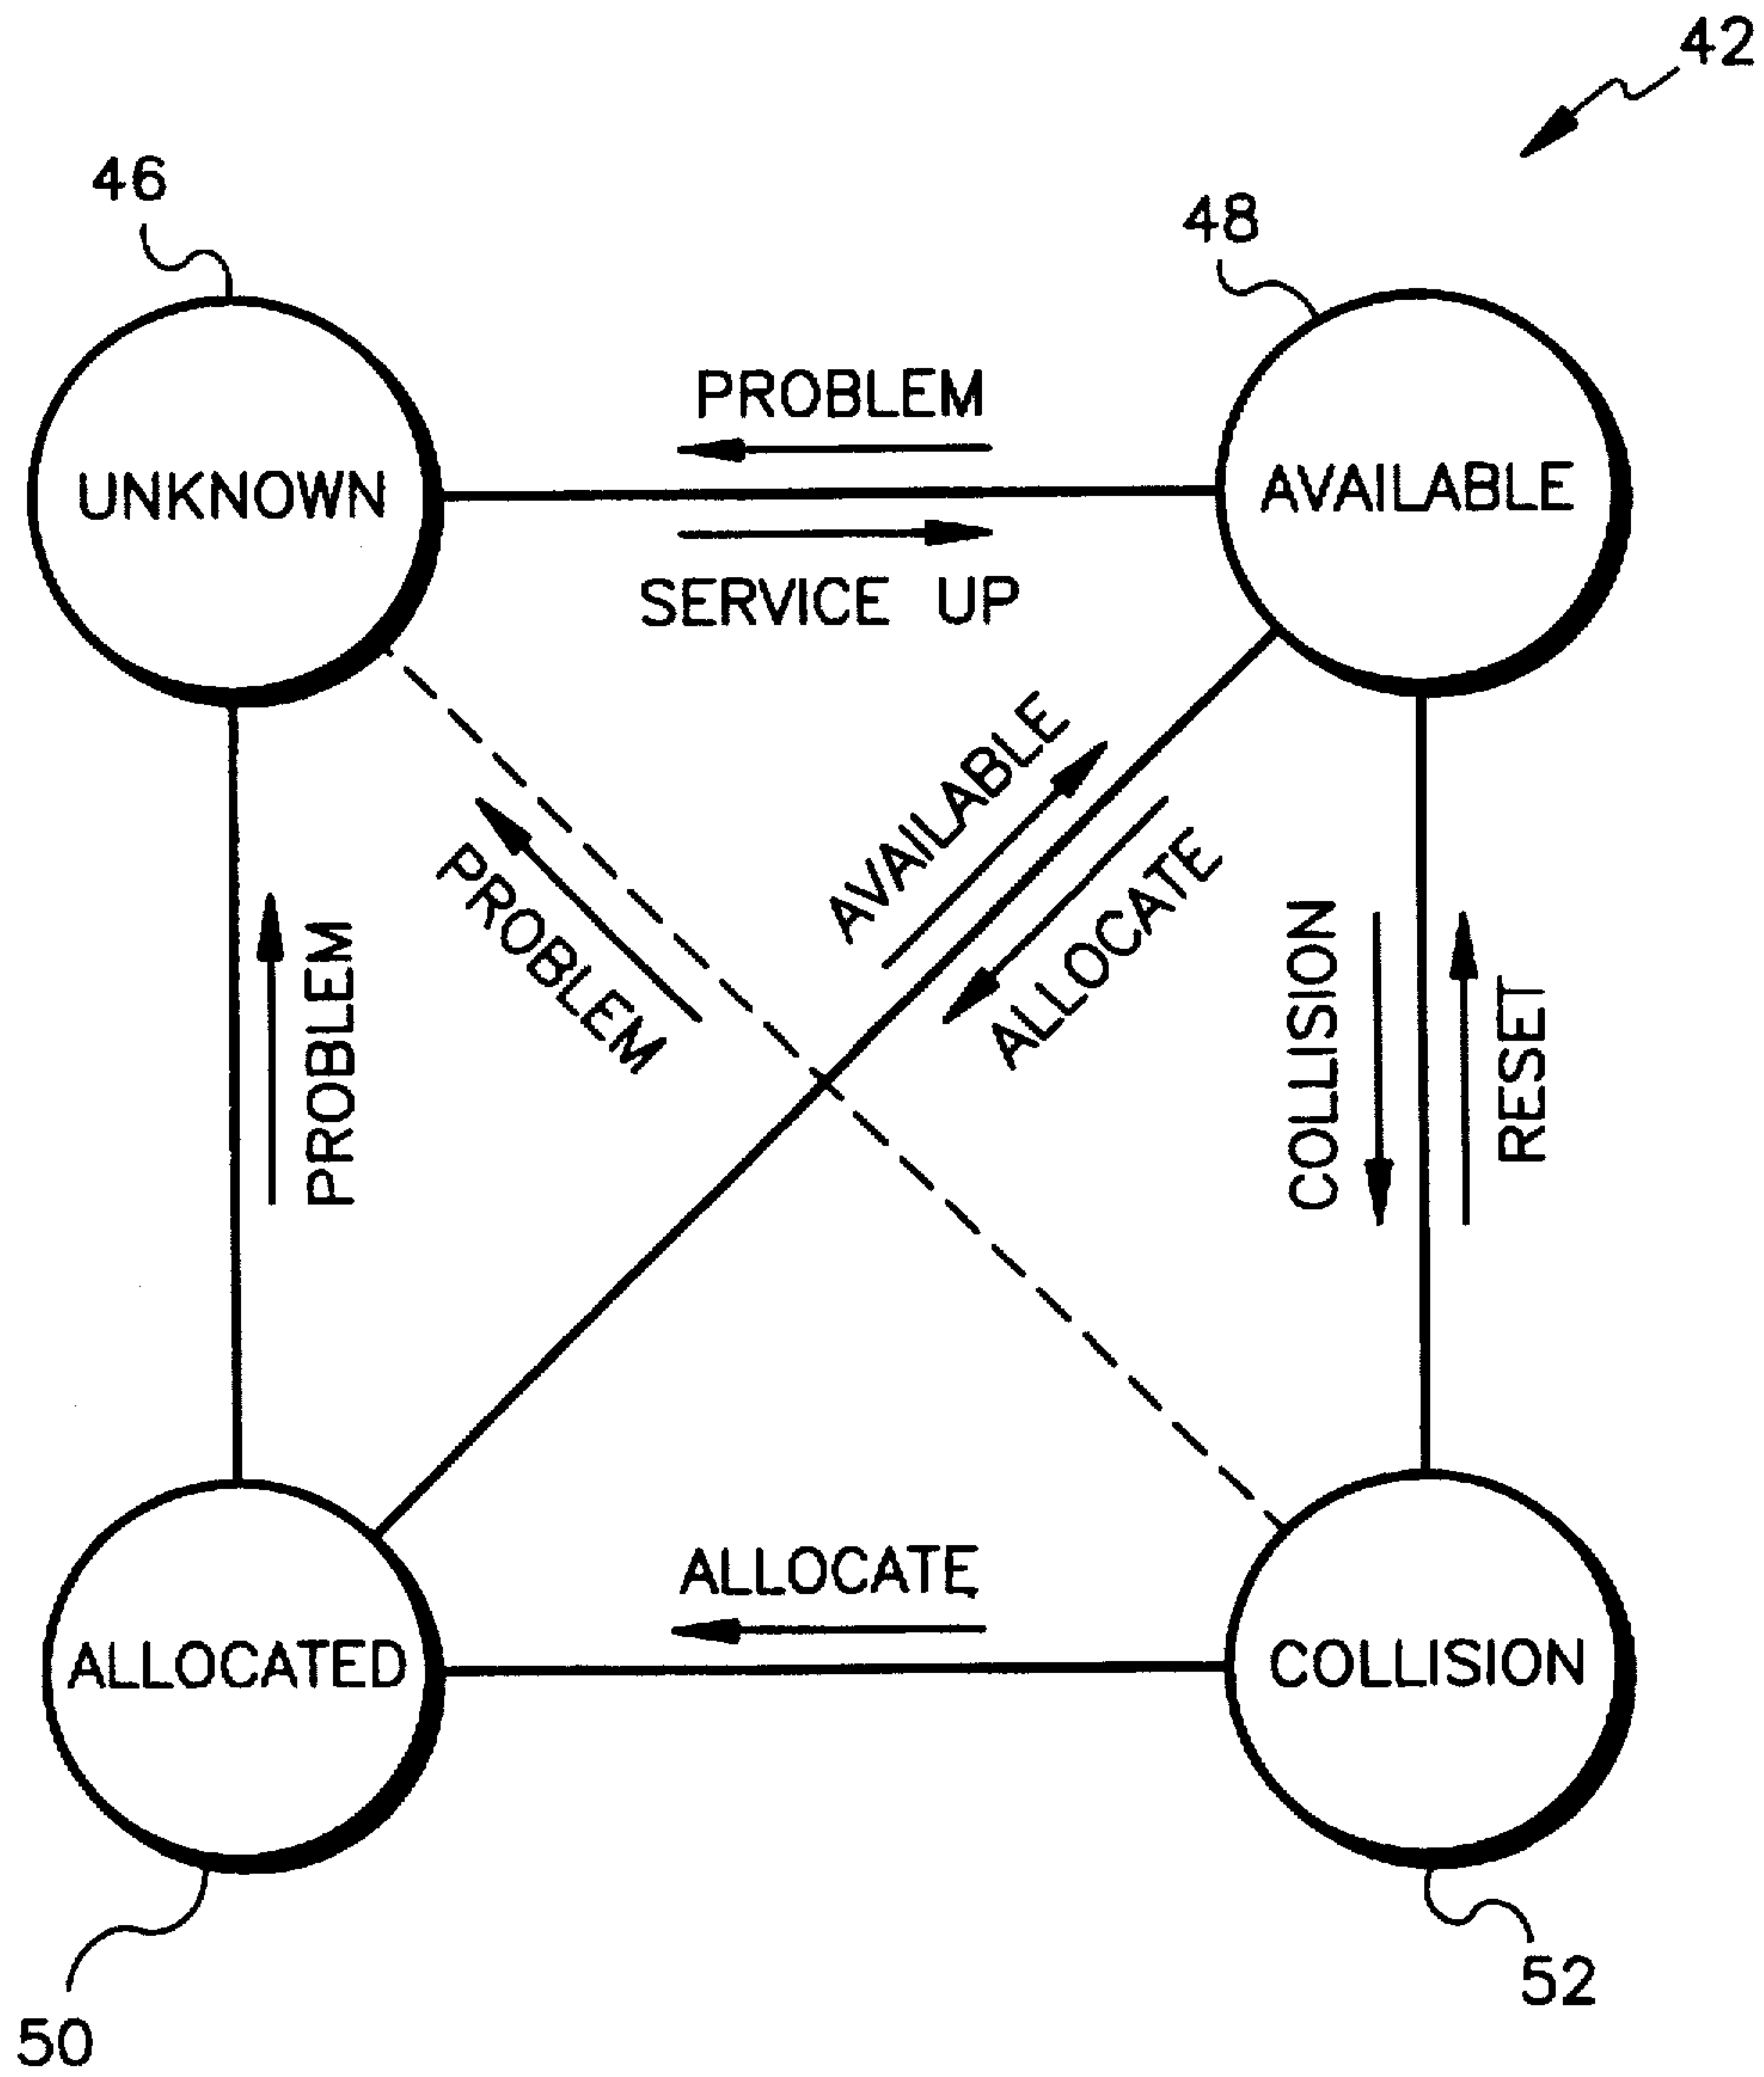 42
46
48
PROBLEM
UNKNOWN
AVAILABLE
SERVICE UP
AVAILABLE
PROBLEM
ALLOCATE
PROBLEM
COLLISION
RESET
ALLOCATE
ALLOCATED
COLLISION
50
52